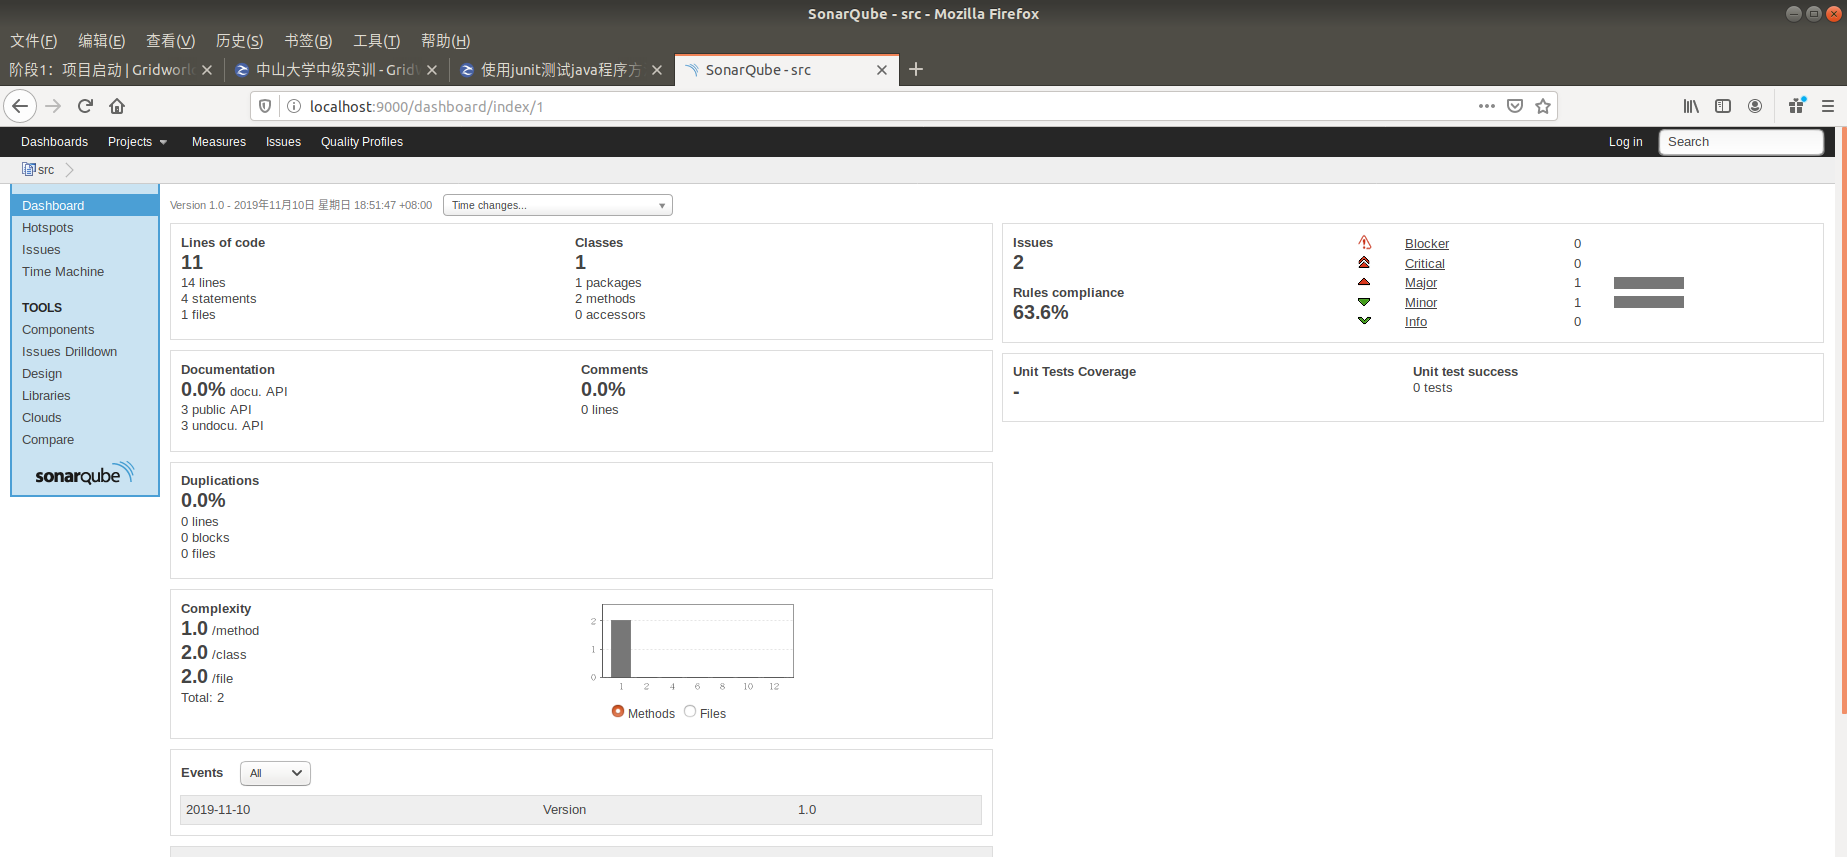 SonarQube - src - Mozilla Firefox
文件(F) 编辑(E) 查看(V) 历史(S) 书签(B) 工具(T) 帮助(H)
阶段1：项目启动 | Gridworl
中山大学中级实训 - Grid
使用junit测试java程序方
SonarQube - src
localhost:9000/dashboard/index/1
Dashboards Projects Measures Issues Quality Profiles Log in Search
src
Dashboard
Hotspots
Issues
Time Machine
TOOLS
Components
Issues Drilldown
Design
Libraries
Clouds
Compare
sonarqube
Version 1.0 - 2019年11月10日 星期日 18:51:47 +08:00 Time changes...
Lines of code
11
14 lines
4 statements
1 files
Classes
1
1 packages
2 methods
0 accessors
Documentation
0.0% docu. API
3 public API
3 undocu. API
Comments
0.0%
0 lines
Duplications
0.0%
0 lines
0 blocks
0 files
Complexity
1.0 /method
2.0 /class
2.0 /file
Total: 2
2
1
0
1 2 4 6 8 10 12
Methods Files
Events All
2019-11-10 Version 1.0
Issues
2
Rules compliance
63.6%
Blocker 0
Critical 0
Major 1
Minor 1
Info 0
Unit Tests Coverage
-
Unit test success
0 tests